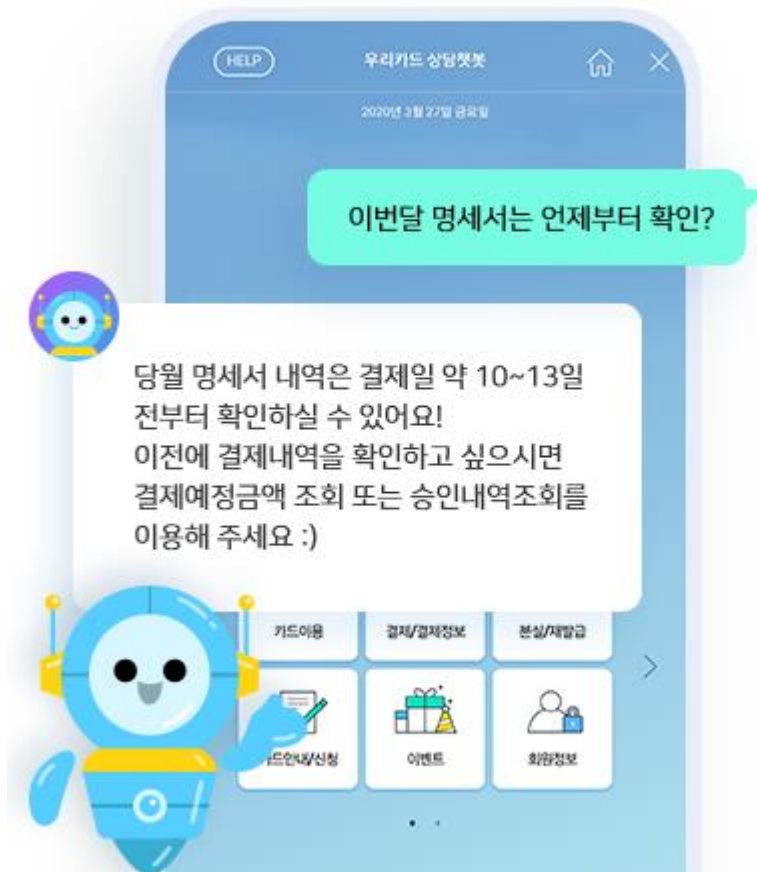 HELP
우리카드 상담챗봇
2020년 3월 27일 금요일
이번달 명세서는 언제부터 확인?
당월 명세서 내역은 결제일 약 10~13일
전부터 확인하실 수 있어요!
이전에 결제내역을 확인하고 싶으시면
결제예정금액 조회 또는 승인내역조회를
이용해 주세요 :)
카드이용
결제/결제정보
분실/재발급
드안내/신청
이벤트
회원정보